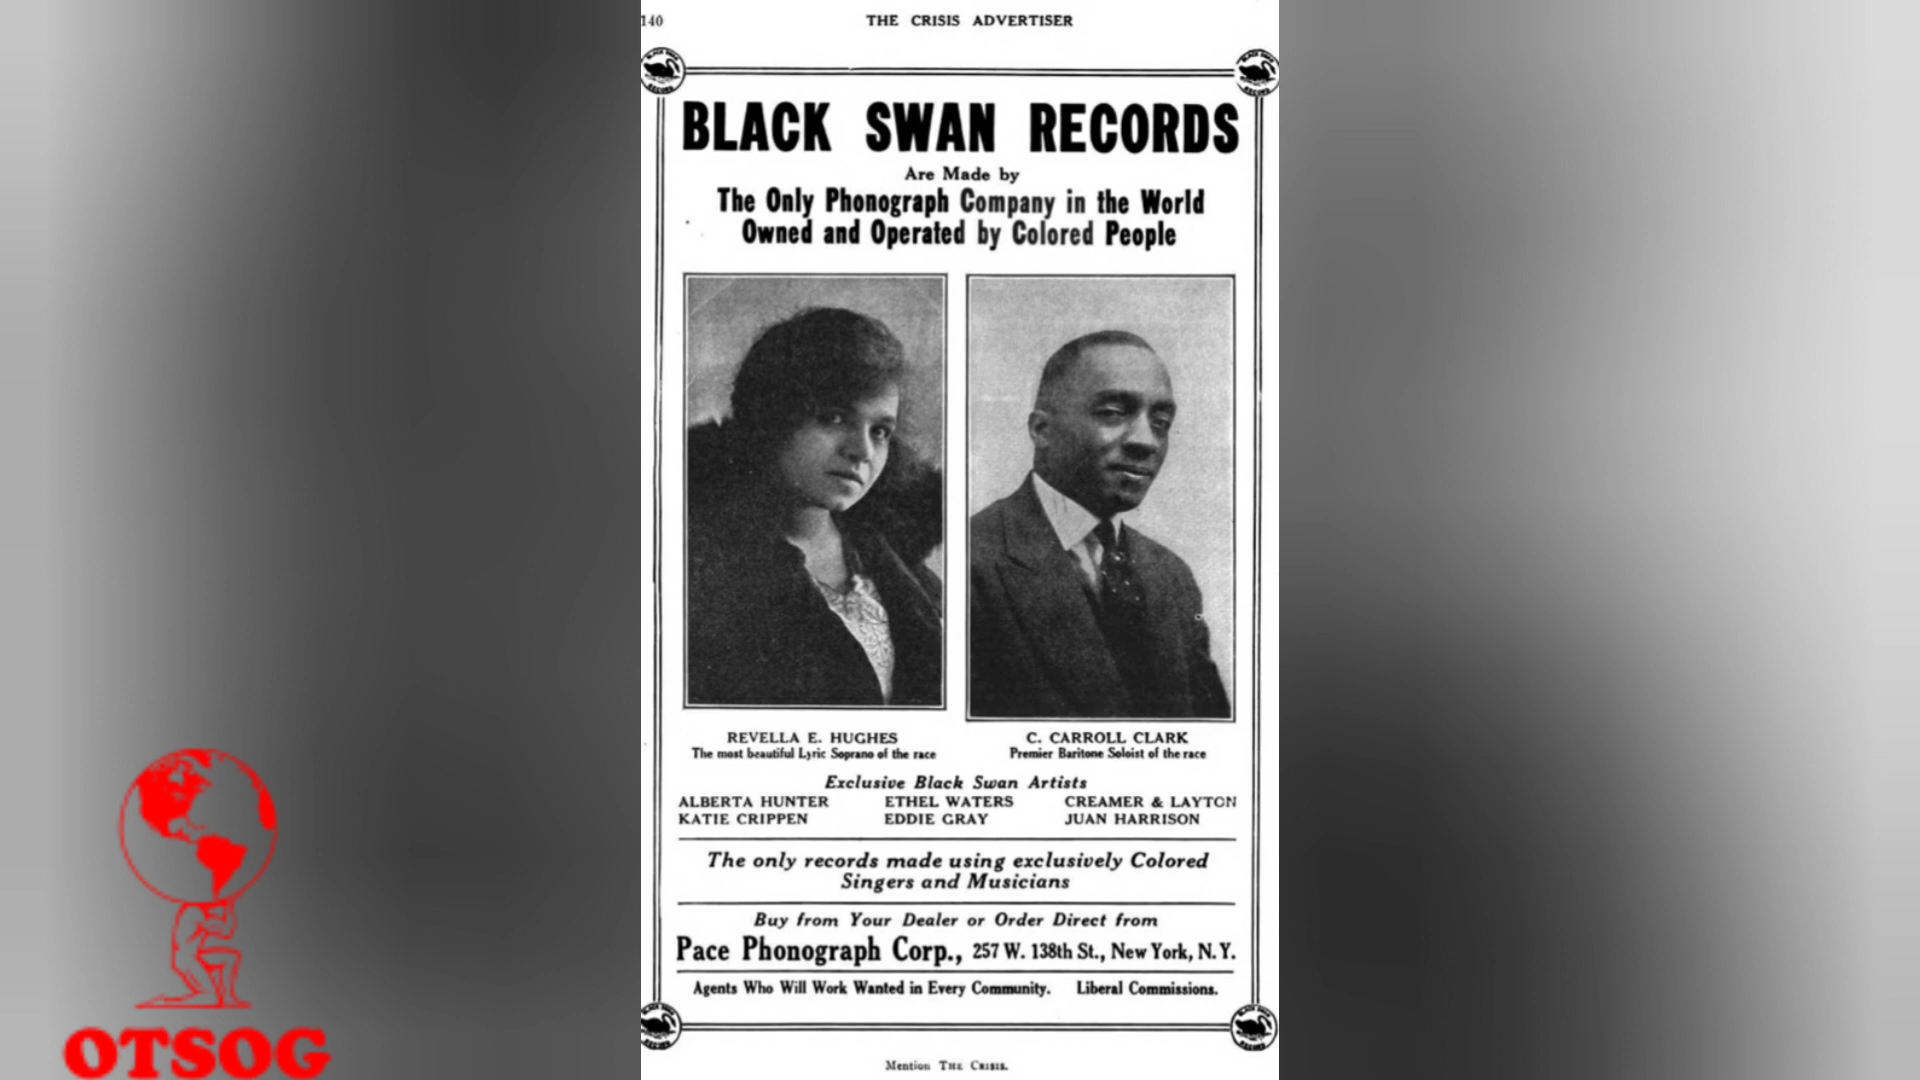 140
THE CRISIS ADVERTISER
BLACK SWAN RECORDS
Are Made by
The Only Phonograph Company in the World
Owned and Operated by Colored People
REVELLA E. HUGHES
The most beautiful Lyric Soprano of the race
C. CARROLL CLARK
Premier Baritone Soloist of the race
Exclusive Black Swan Artists
ALBERTA HUNTER ETHEL WATERS CREAMER & LAYTON
KATIE CRIPPEN EDDIE GRAY JUAN HARRISON
The only records made using exclusively Colored
Singers and Musicians
Buy from Your Dealer or Order Direct from
Pace Phonograph Corp., 257 W. 138th St., New York, N. Y.
Agents Who Will Work Wanted in Every Community. Liberal Commissions.
Mention THE CRISIS.
OTSOG